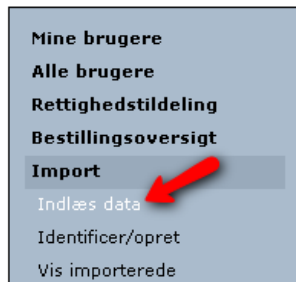 Mine brugere
Alle brugere
Rettighedstildeling
Bestillingsoversigt
Import
Indlæs data
Identificer/opret
Vis importerede